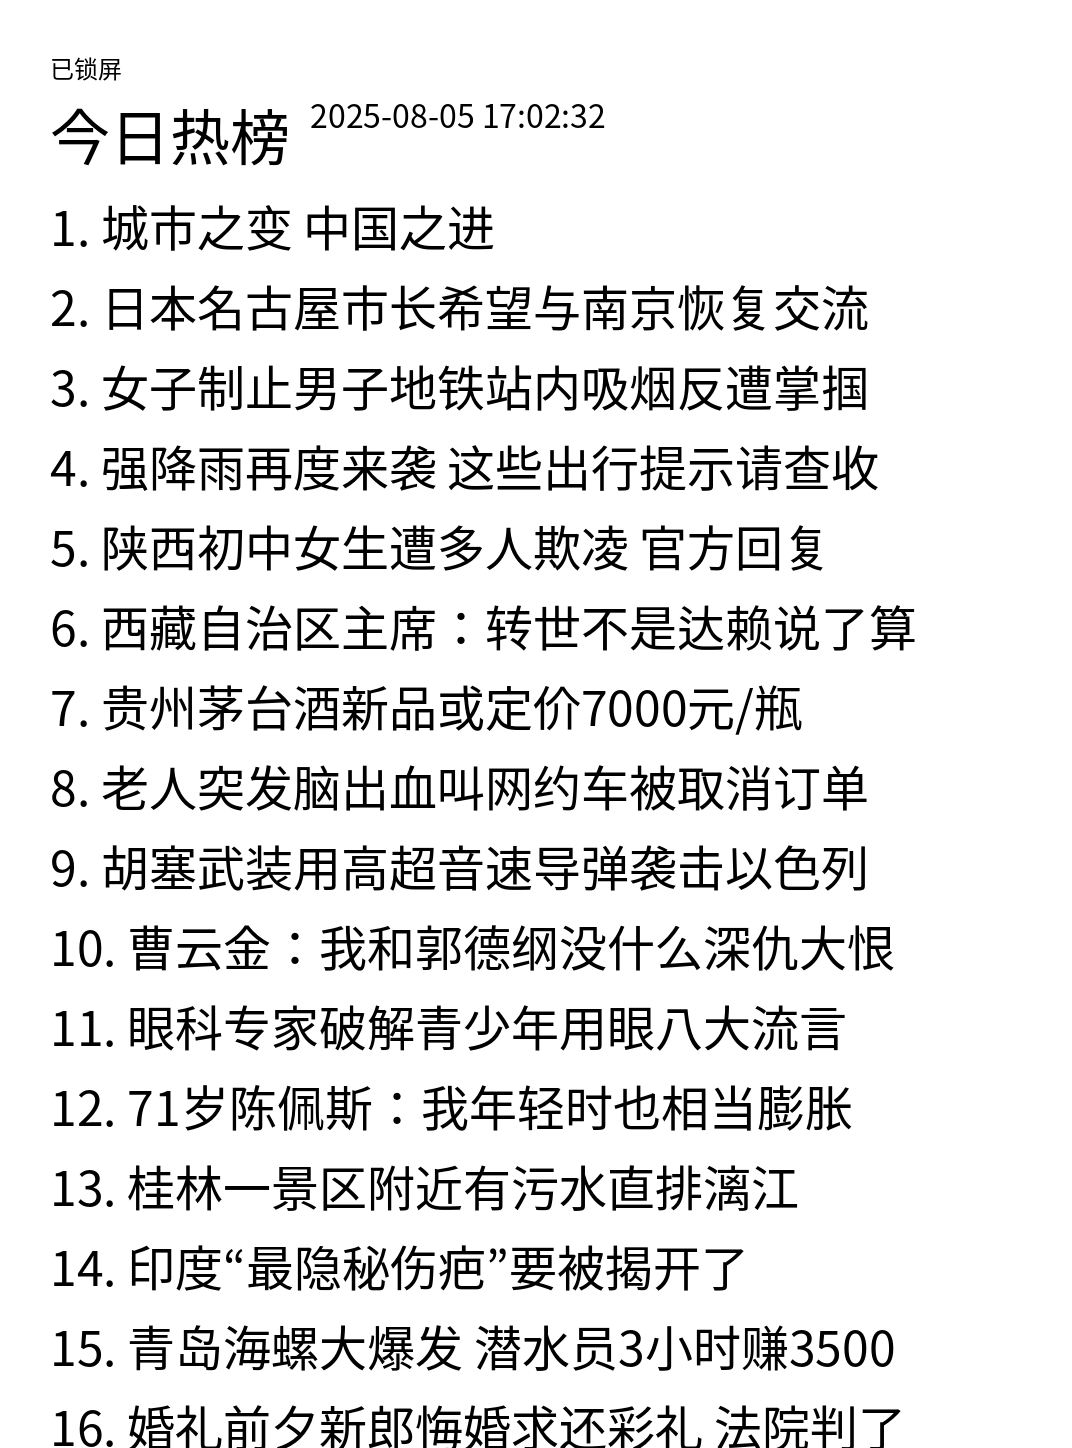 已锁屏
今日热榜 2025-08-05 17:02:32
1. 城市之变 中国之进
2. 日本名古屋市长希望与南京恢复交流
3. 女子制止男子地铁站内吸烟反遭掌掴
4. 强降雨再度来袭 这些出行提示请查收
5. 陕西初中女生遭多人欺凌 官方回复
6. 西藏自治区主席：转世不是达赖说了算
7. 贵州茅台酒新品或定价7000元/瓶
8. 老人突发脑出血叫网约车被取消订单
9. 胡塞武装用高超音速导弹袭击以色列
10. 曹云金：我和郭德纲没什么深仇大恨
11. 眼科专家破解青少年用眼八大流言
12. 71岁陈佩斯：我年轻时也相当膨胀
13. 桂林一景区附近有污水直排漓江
14. 印度“最隐秘伤疤”要被揭开了
15. 青岛海螺大爆发 潜水员3小时赚3500
16. 婚礼前夕新郎悔婚求还彩礼 法院判了